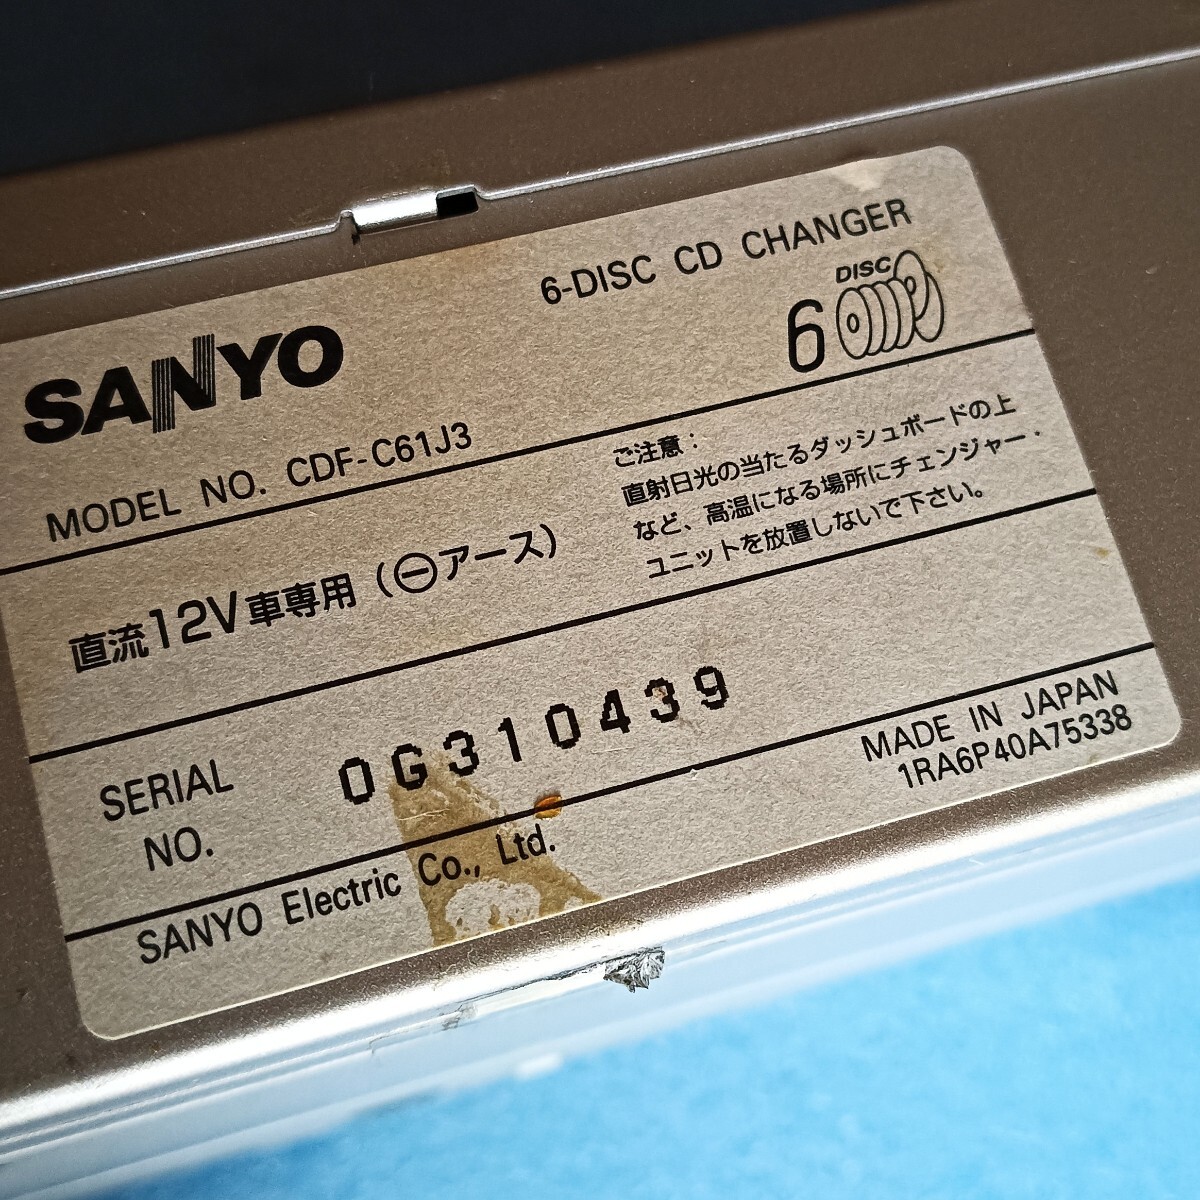 6-DISC CD CHANGER
SANYO
6 DISC
MODEL NO. CDF-C61J3
直流12V車専用(⊖アース)
ご注意：
直射日光の当たるダッシュボードの上
など、高温になる場所にチェンジャー・
ユニットを放置しないで下さい。
SERIAL NO. 0G310439
SANYO Electric Co., Ltd.
MADE IN JAPAN
1RA6P40A75338